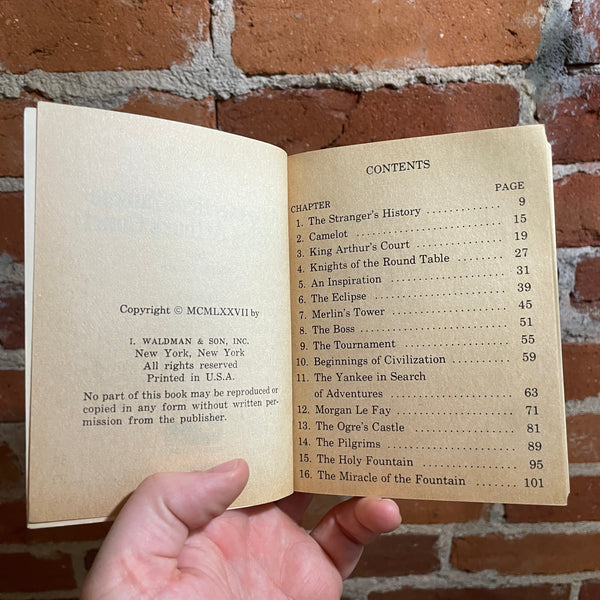 Copyright © MCMLXXVII by
I. WALDMAN & SON, INC.
New York, New York
All rights reserved
Printed in U.S.A.
No part of this book may be reproduced or
copied in any form without written per-
mission from the publisher.
CONTENTS
CHAPTER PAGE
1. The Stranger's History .............. 9
2. Camelot .............. 15
3. King Arthur's Court .............. 19
4. Knights of the Round Table .............. 27
5. An Inspiration .............. 31
6. The Eclipse .............. 39
7. Merlin's Tower .............. 45
8. The Boss .............. 51
9. The Tournament .............. 55
10. Beginnings of Civilization .............. 59
11. The Yankee in Search
of Adventures .............. 63
12. Morgan Le Fay .............. 71
13. The Ogre's Castle .............. 81
14. The Pilgrims .............. 89
15. The Holy Fountain .............. 95
16. The Miracle of the Fountain .............. 101